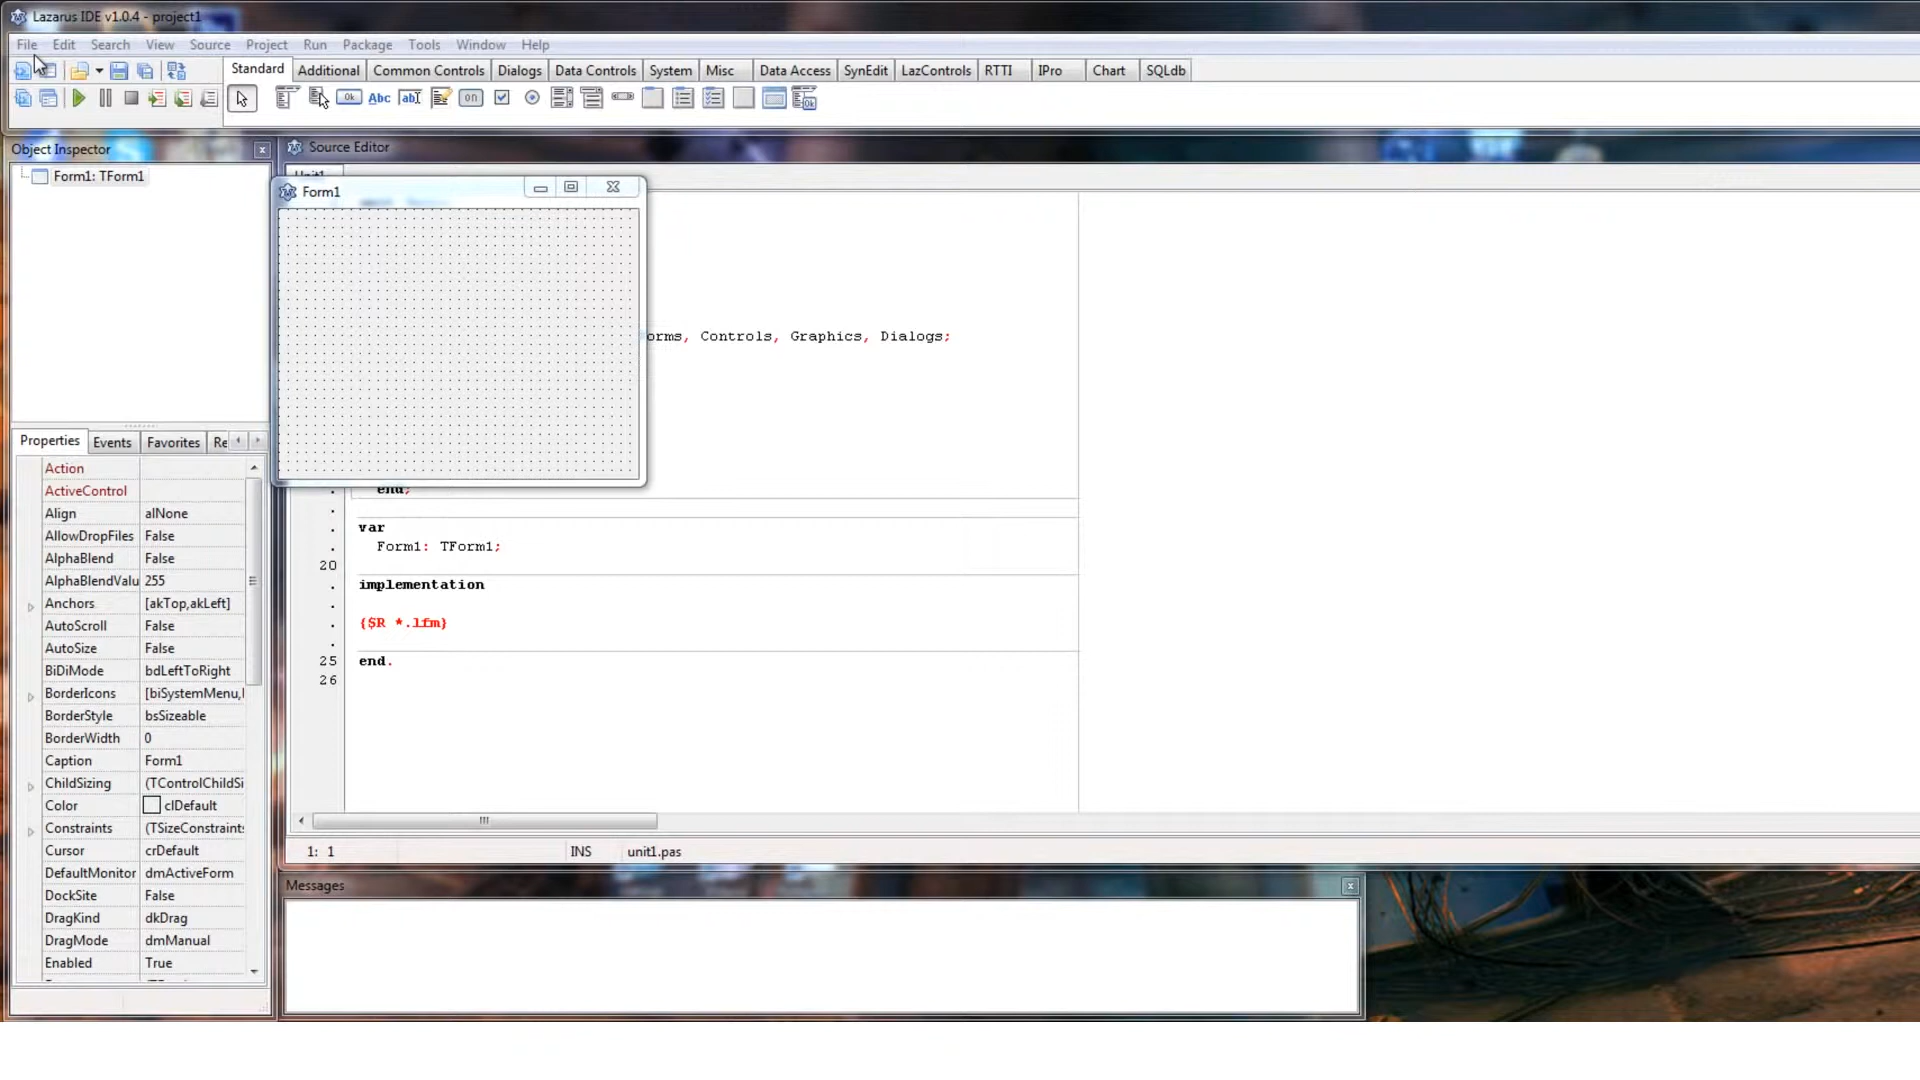 Lazarus IDE v1.0.4 - project1
File Edit Search View Source Project Run Package Tools Window Help
Standard Additional Common Controls Dialogs Data Controls System Misc Data Access SynEdit LazControls RTTI IPro Chart SQLdb
Ok Abc ab on
Object Inspector
Source Editor
Form1: TForm1
Unit1
Form1
orms, Controls, Graphics, Dialogs;
end;
var
Form1: TForm1;
20
implementation
{$R *.lfm}
25 end.
26
Properties Events Favorites Re
Action
ActiveControl
Align alNone
AllowDropFiles False
AlphaBlend False
AlphaBlendValu 255
Anchors [akTop,akLeft]
AutoScroll False
AutoSize False
BiDiMode bdLeftToRight
BorderIcons [biSystemMenu,
BorderStyle bsSizeable
BorderWidth 0
Caption Form1
ChildSizing (TControlChildSi
Color clDefault
Constraints (TSizeConstraints
Cursor crDefault
DefaultMonitor dmActiveForm
DockSite False
DragKind dkDrag
DragMode dmManual
Enabled True
1: 1 INS unit1.pas
Messages